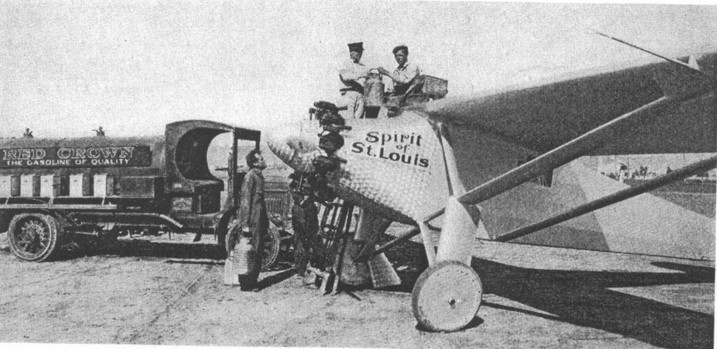 RED CROWN
THE GASOLINE OF QUALITY
Spirit
of
St. Louis